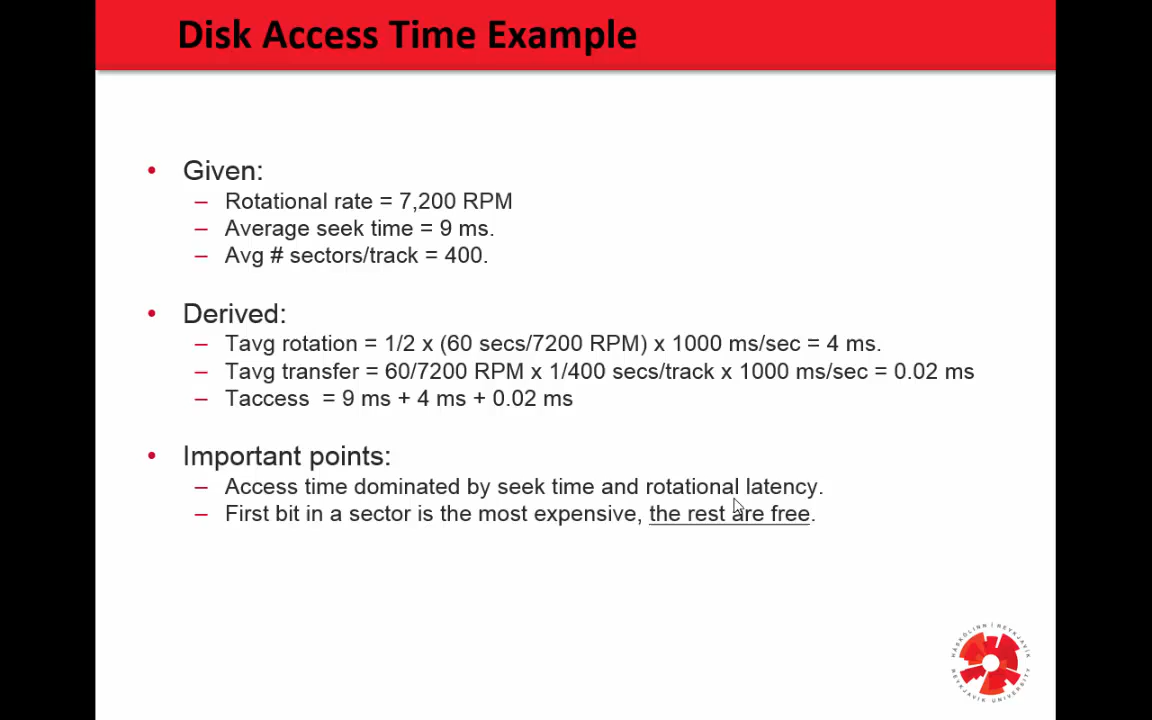 Disk Access Time Example
• Given:
– Rotational rate = 7,200 RPM
– Average seek time = 9 ms.
– Avg # sectors/track = 400.
• Derived:
– Tavg rotation = 1/2 x (60 secs/7200 RPM) x 1000 ms/sec = 4 ms.
– Tavg transfer = 60/7200 RPM x 1/400 secs/track x 1000 ms/sec = 0.02 ms
– Taccess = 9 ms + 4 ms + 0.02 ms
• Important points:
– Access time dominated by seek time and rotational latency.
– First bit in a sector is the most expensive, the rest are free.
HÁSKÓLINN | REYKJAVÍK
REYKJAVIK UNIVERSITY